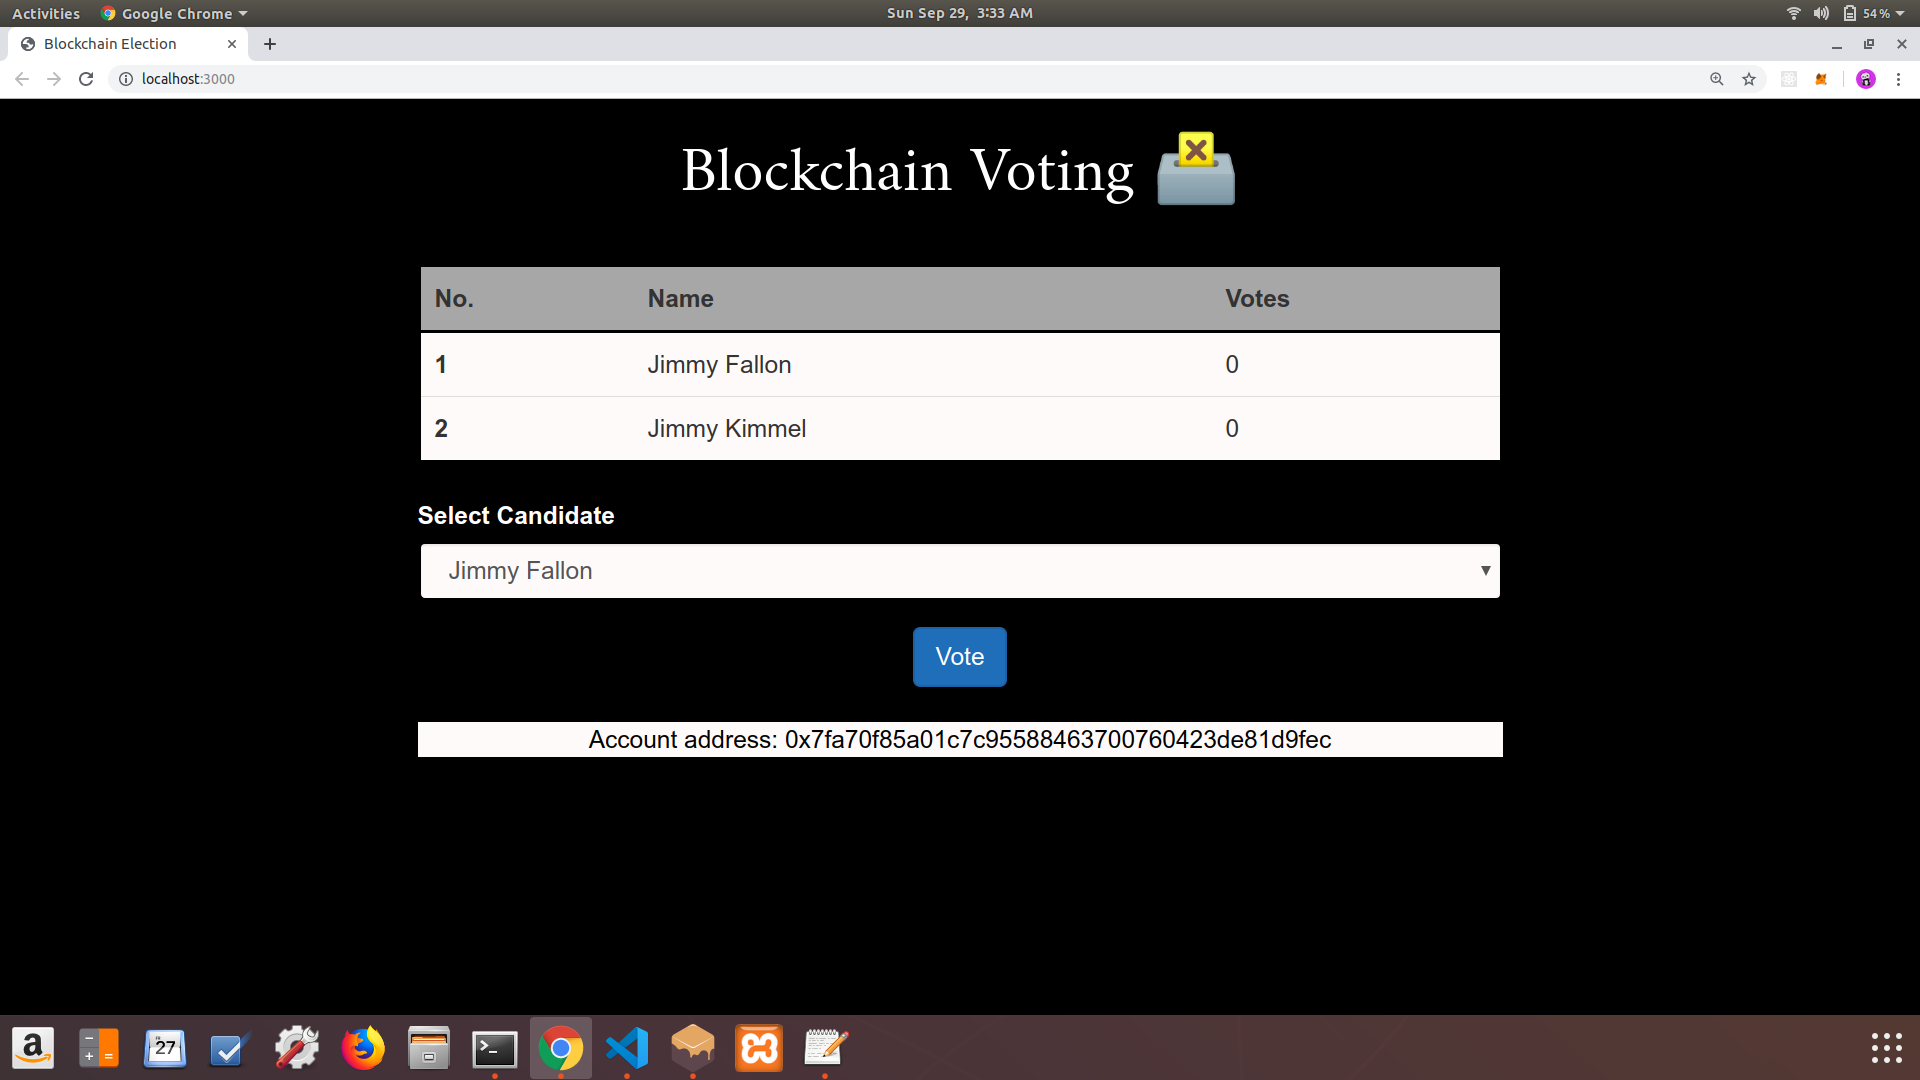 Activities Google Chrome Sun Sep 29, 3:33 AM 54%
Blockchain Election
localhost:3000
Blockchain Voting
No. Name Votes
1 Jimmy Fallon 0
2 Jimmy Kimmel 0
Select Candidate
Jimmy Fallon
Vote
Account address: 0x7fa70f85a01c7c95588463700760423de81d9fec
a 27